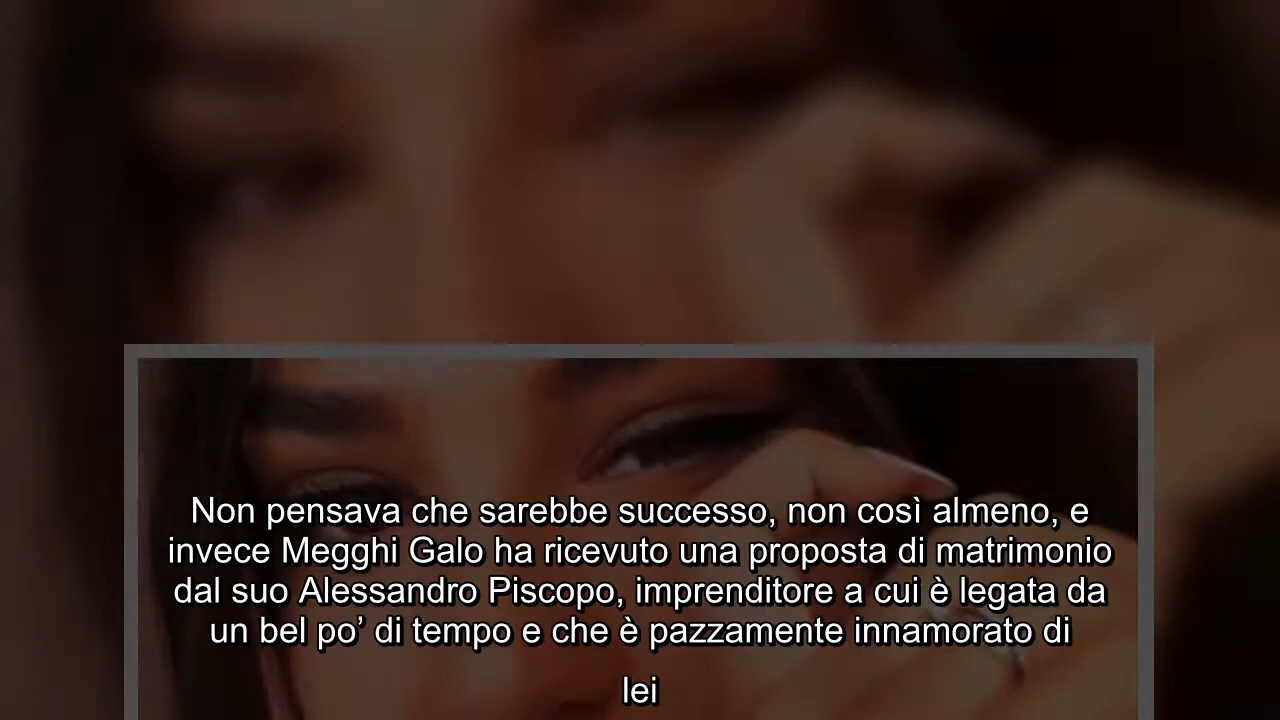 Non pensava che sarebbe successo, non così almeno, e
invece Megghi Galo ha ricevuto una proposta di matrimonio
dal suo Alessandro Piscopo, imprenditore a cui è legata da
un bel po’ di tempo e che è pazzamente innamorato di
lei